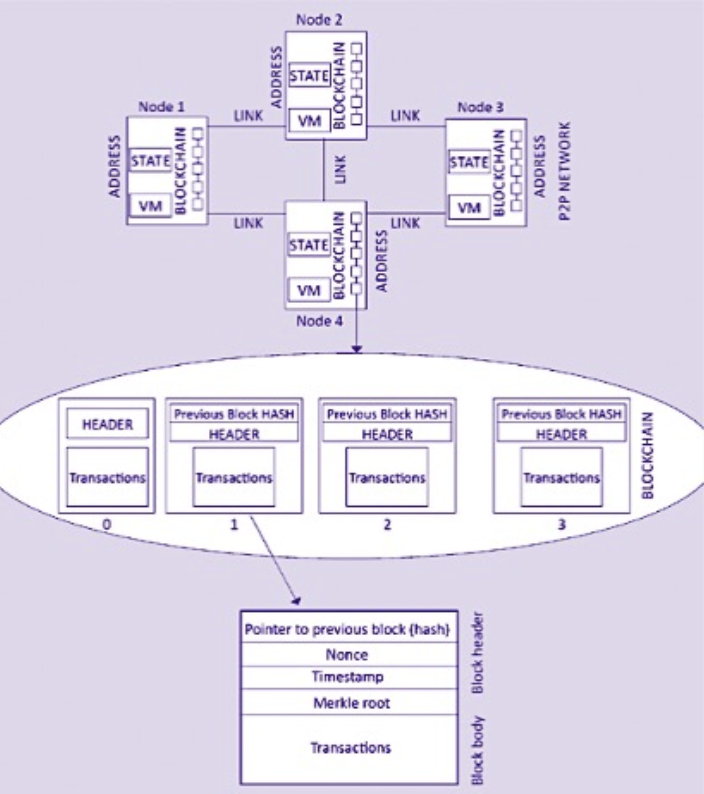 Node 2
ADDRESS
STATE
VM
BLOCKCHAIN
Node 1
LINK
LINK
Node 3
ADDRESS
STATE
VM
BLOCKCHAIN
LINK
STATE
VM
BLOCKCHAIN
ADDRESS
P2P NETWORK
LINK
LINK
STATE
VM
BLOCKCHAIN
ADDRESS
Node 4
HEADER
Transactions
0
Previous Block HASH
HEADER
Transactions
1
Previous Block HASH
HEADER
Transactions
2
Previous Block HASH
HEADER
Transactions
3
BLOCKCHAIN
Pointer to previous block {hash}
Nonce
Timestamp
Merkle root
Block header
Transactions
Block body